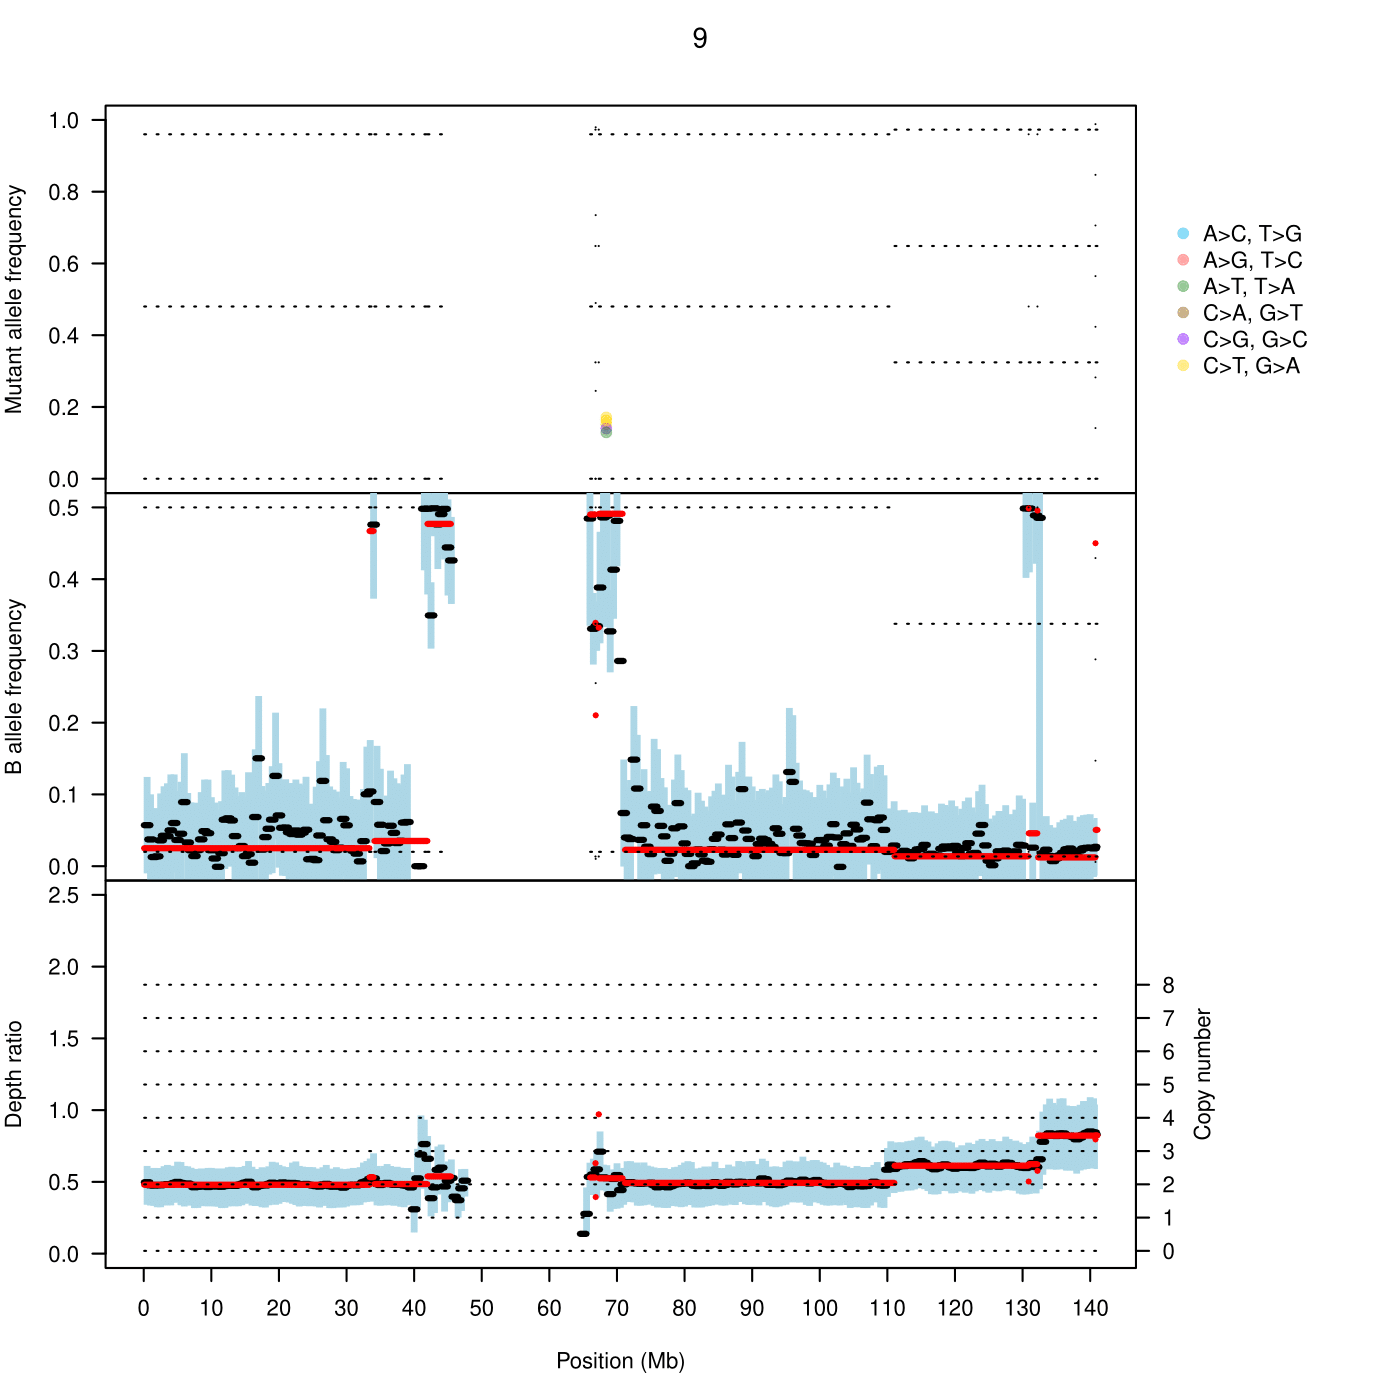 9
Mutant allele frequency
1.0
0.8
0.6
0.4
0.2
0.0
A>C, T>G
A>G, T>C
A>T, T>A
C>A, G>T
C>G, G>C
C>T, G>A
B allele frequency
0.5
0.4
0.3
0.2
0.1
0.0
Depth ratio
2.5
2.0
1.5
1.0
0.5
0.0
8
7
6
5
4
3
2
1
0
Copy number
0 10 20 30 40 50 60 70 80 90 100 110 120 130 140
Position (Mb)